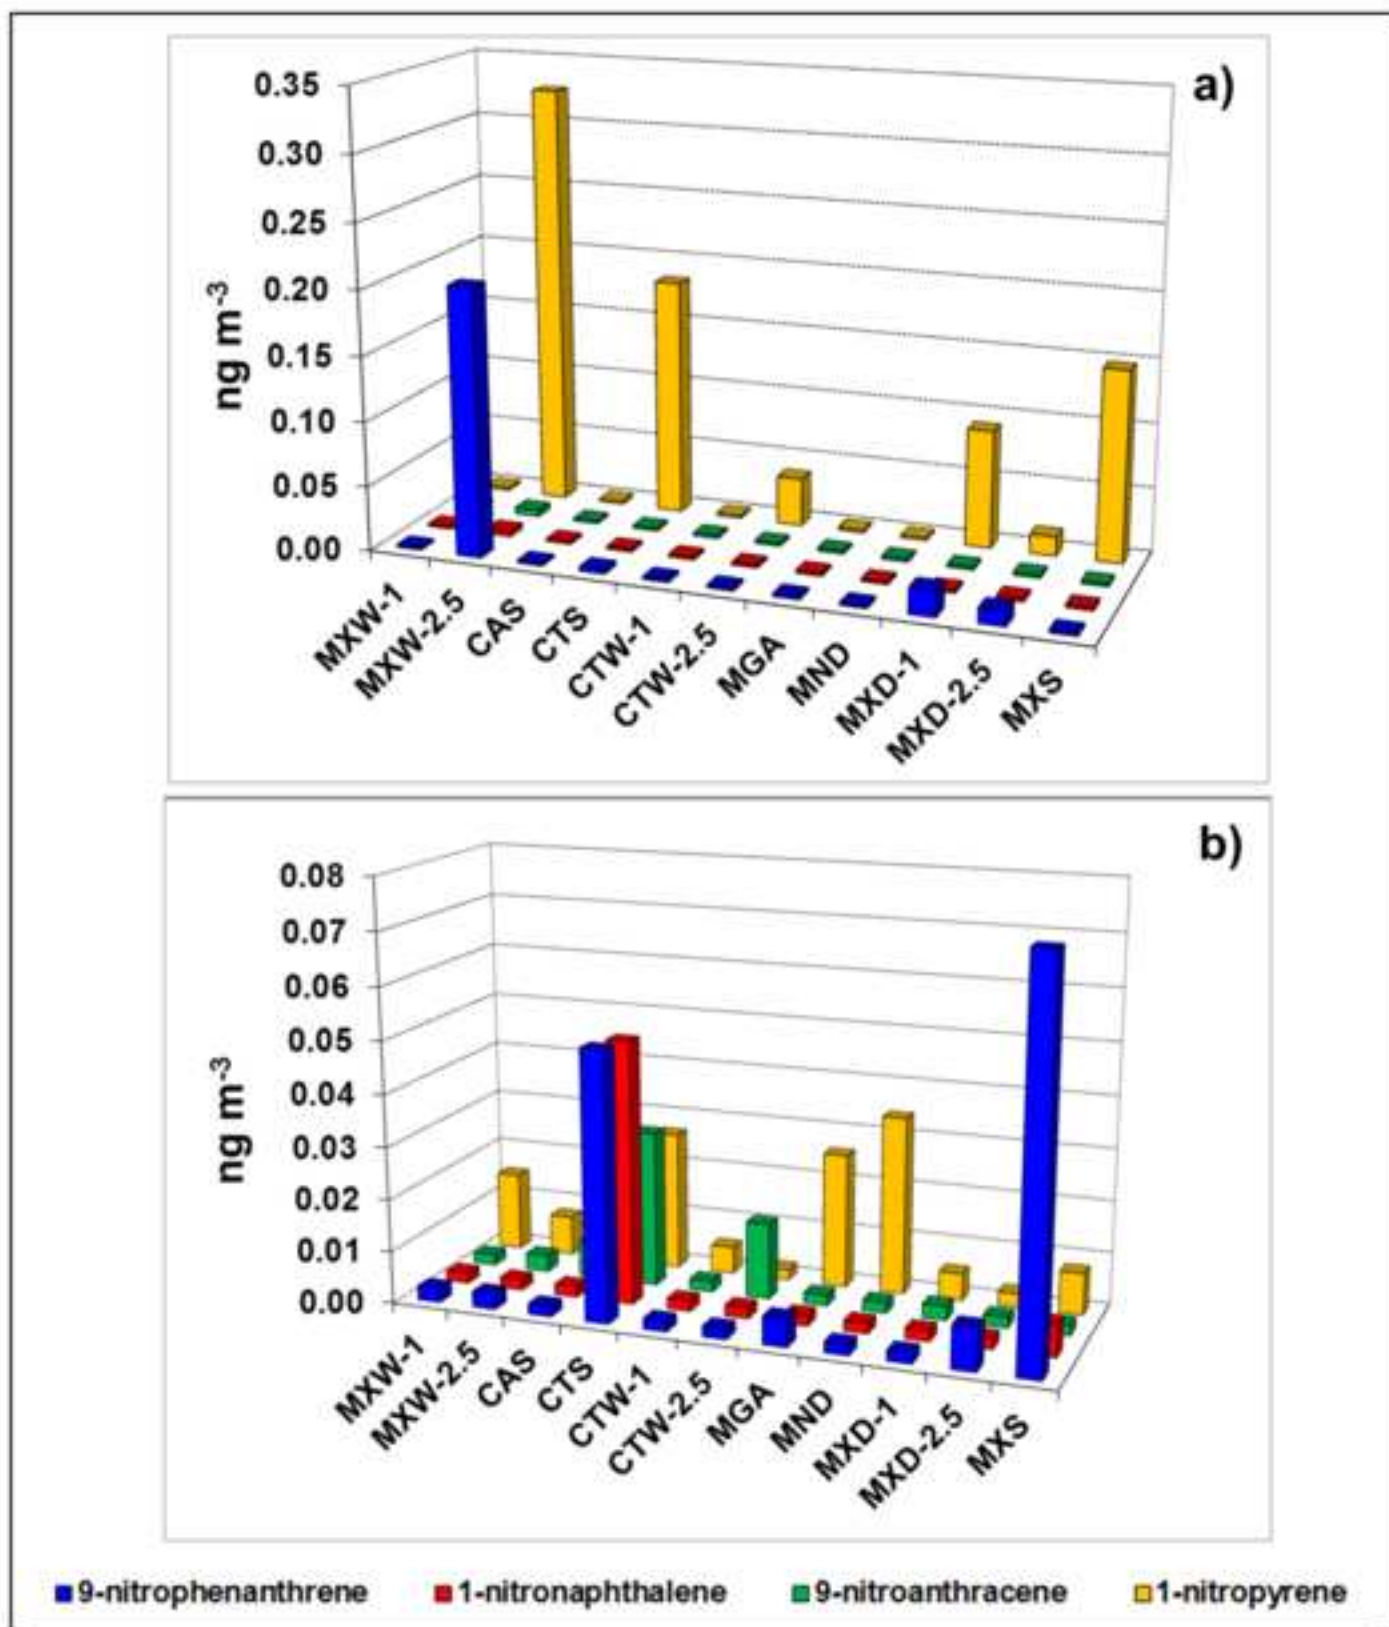 a)
0.35
0.30
0.25
0.20
0.15
0.10
0.05
0.00
ng m-3
MXW-1
MXW-2.5
CAS
CTS
CTW-1
CTW-2.5
MGA
MND
MXD-1
MXD-2.5
MXS
b)
0.08
0.07
0.06
0.05
0.04
0.03
0.02
0.01
0.00
ng m-3
MXW-1
MXW-2.5
CAS
CTS
CTW-1
CTW-2.5
MGA
MND
MXD-1
MXD-2.5
MXS
9-nitrophenanthrene 1-nitronaphthalene 9-nitroanthracene 1-nitropyrene